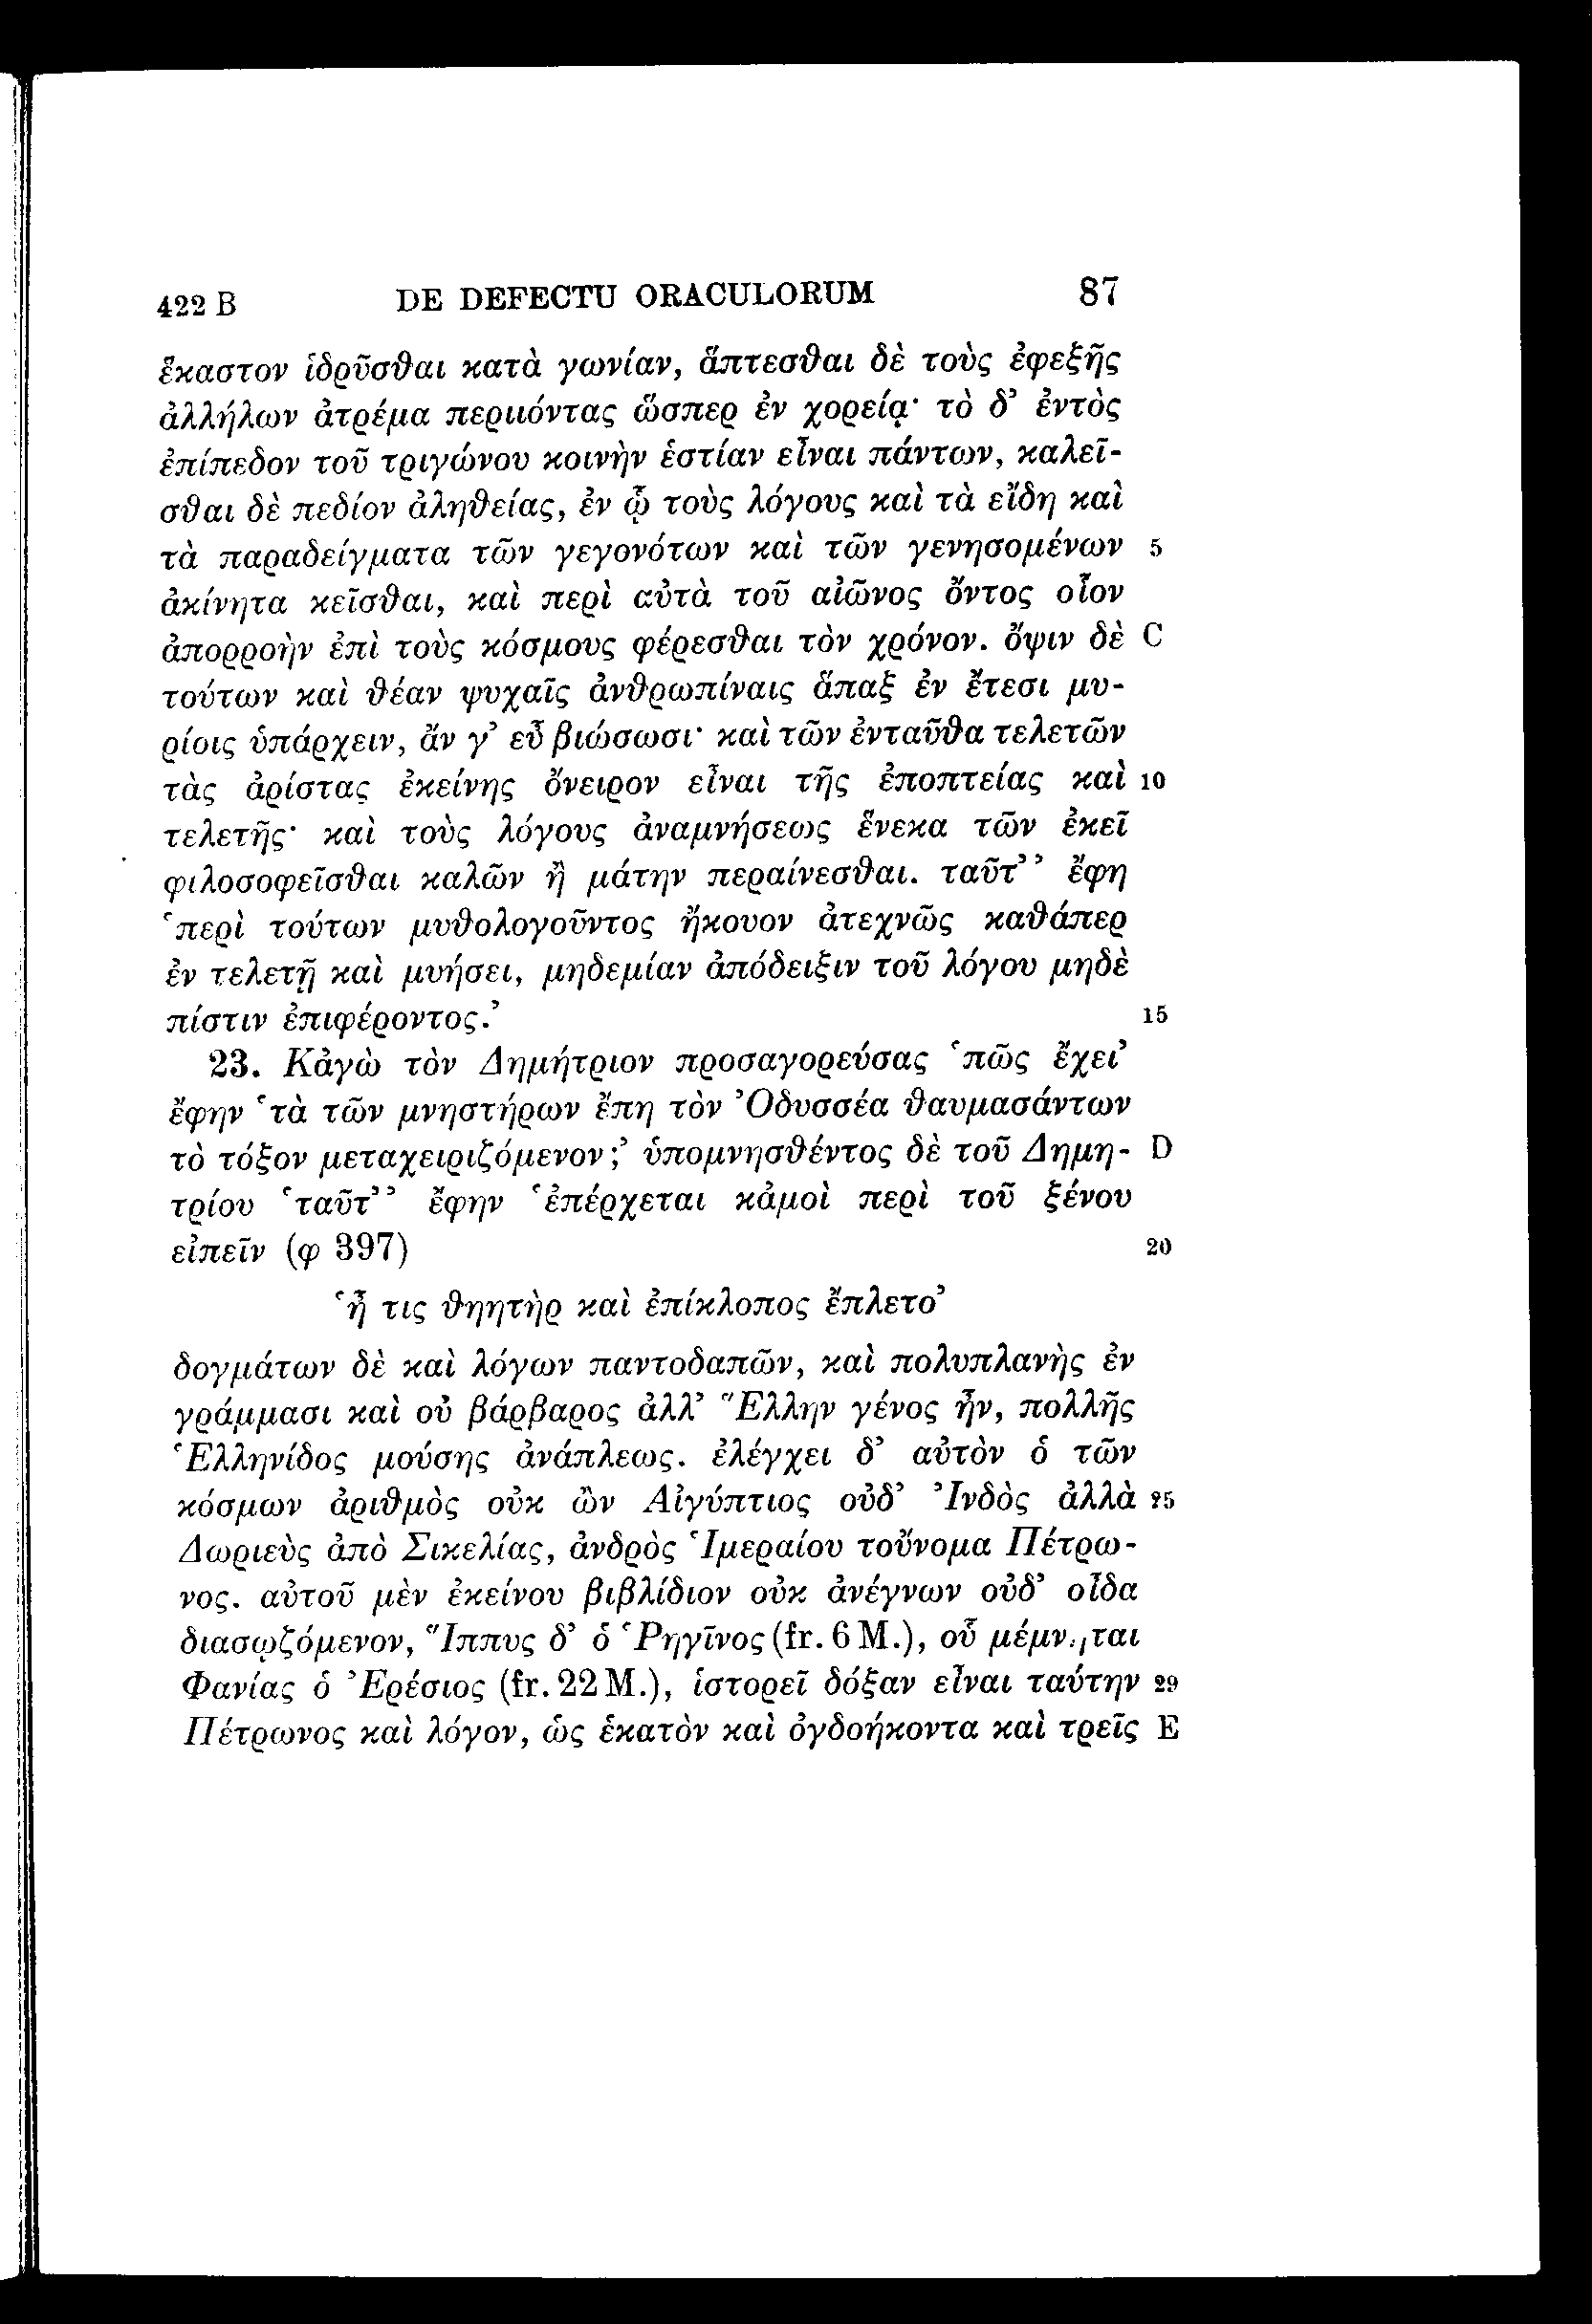 422 B DE DEFECTU ORACULORUM 87
ἕκαστον ἱδρῦσθαι κατὰ γωνίαν, ἅπτεσθαι δὲ τοὺς ἐφεξῆς
ἀλλήλων ἀτρέμα περιιόντας ὥσπερ ἐν χορείᾳ· τὸ δ’ ἐντὸς
ἐπίπεδον τοῦ τριγώνου κοινὴν ἑστίαν εἶναι πάντων, καλεῖ-
σθαι δὲ πεδίον ἀληθείας, ἐν ᾧ τοὺς λόγους καὶ τὰ εἴδη καὶ
τὰ παραδείγματα τῶν γεγονότων καὶ τῶν γενησομένων 5
ἀκίνητα κεῖσθαι, καὶ περὶ αὐτὰ τοῦ αἰῶνος ὄντος οἷον
ἀπορροὴν ἐπὶ τοὺς κόσμους φέρεσθαι τὸν χρόνον. ὄψιν δὲ C
τούτων καὶ θέαν ψυχαῖς ἀνθρωπίναις ἅπαξ ἐν ἔτεσι μυ-
ρίοις ὑπάρχειν, ἄν γ’ εὖ βιώσωσι· καὶ τῶν ἐνταῦθα τελετῶν
τὰς ἀρίστας ἐκείνης ὄνειρον εἶναι τῆς ἐποπτείας καὶ 10
τελετῆς· καὶ τοὺς λόγους ἀναμνήσεως ἕνεκα τῶν ἐκεῖ
φιλοσοφεῖσθαι καλῶν ἢ μάτην περαίνεσθαι. ταῦτ’’ ἔφη
‘περὶ τούτων μυθολογοῦντος ἤκουον ἀτεχνῶς καθάπερ
ἐν τελετῇ καὶ μυήσει, μηδεμίαν ἀπόδειξιν τοῦ λόγου μηδὲ
πίστιν ἐπιφέροντος.’ 15
23. Κἀγὼ τὸν Δημήτριον προσαγορεύσας ‘πῶς ἔχει’
ἔφην ‘τὰ τῶν μνηστήρων ἔπη τὸν Ὀδυσσέα θαυμασάντων
τὸ τόξον μεταχειριζόμενον;’ ὑπομνησθέντος δὲ τοῦ Δημη- D
τρίου ‘ταῦτ’’ ἔφην ‘ἐπέρχεται κἀμοὶ περὶ τοῦ ξένου
εἰπεῖν (φ 397) 20
‘ἦ τις θηητὴρ καὶ ἐπίκλοπος ἔπλετο’
δογμάτων δὲ καὶ λόγων παντοδαπῶν, καὶ πολυπλανὴς ἐν
γράμμασι καὶ οὐ βάρβαρος ἀλλ’ Ἕλλην γένος ἦν, πολλῆς
Ἑλληνίδος μούσης ἀνάπλεως. ἐλέγχει δ’ αὐτὸν ὁ τῶν
κόσμων ἀριθμὸς οὐκ ὢν Αἰγύπτιος οὐδ’ Ἰνδὸς ἀλλὰ 25
Δωριεὺς ἀπὸ Σικελίας, ἀνδρὸς Ἱμεραίου τοὔνομα Πέτρω-
νος. αὐτοῦ μὲν ἐκείνου βιβλίδιον οὐκ ἀνέγνων οὐδ’ οἶδα
διασῳζόμενον, Ἵππυς δ’ ὁ Ῥηγῖνος (fr. 6 M.), οὗ μέμνηται
Φανίας ὁ Ἐρέσιος (fr. 22 M.), ἱστορεῖ δόξαν εἶναι ταύτην 29
Πέτρωνος καὶ λόγον, ὡς ἑκατὸν καὶ ὀγδοήκοντα καὶ τρεῖς E